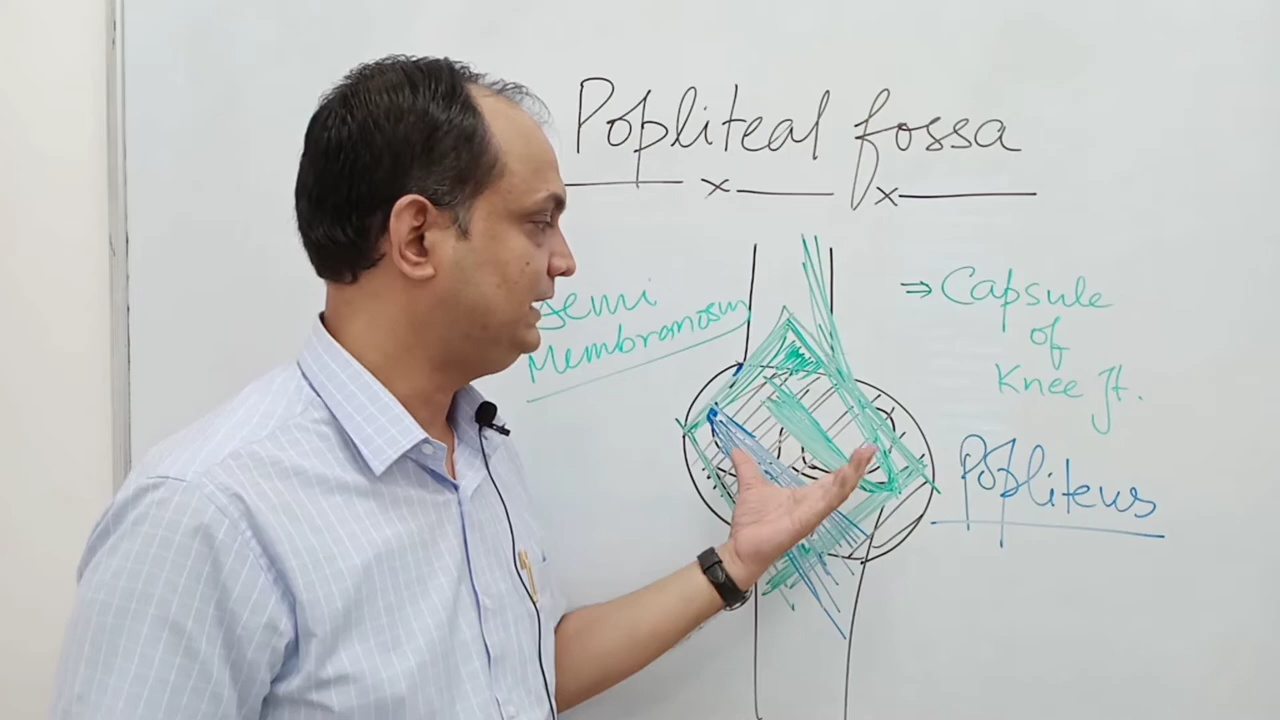 Popliteal fossa
Semi
Membranosus
⇒ Capsule
of
Knee Jt.
Popliteus